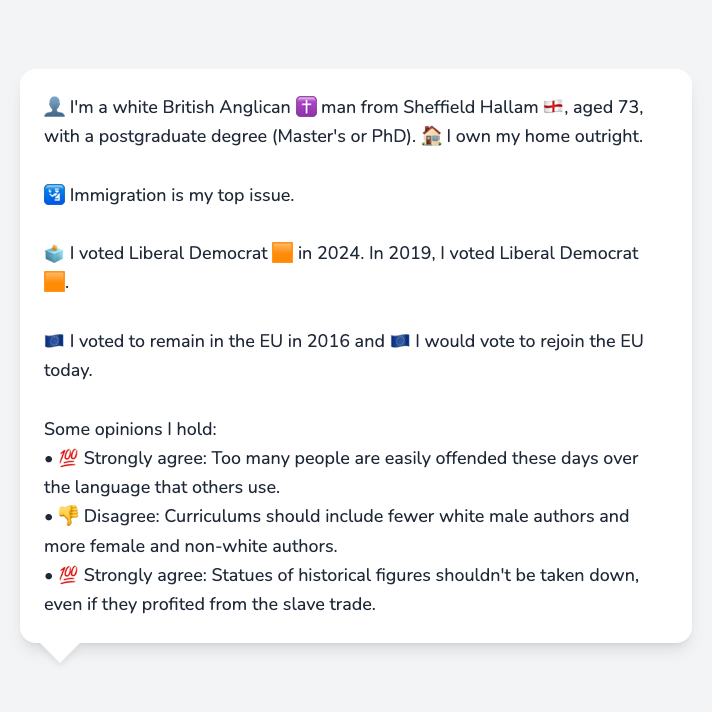 👤 I'm a white British Anglican ✝️ man from Sheffield Hallam 🏴󠁧󠁢󠁥󠁮󠁧󠁿, aged 73,
with a postgraduate degree (Master's or PhD). 🏠 I own my home outright.
🛂 Immigration is my top issue.
🗳️ I voted Liberal Democrat 🟧 in 2024. In 2019, I voted Liberal Democrat
🟧.
🇪🇺 I voted to remain in the EU in 2016 and 🇪🇺 I would vote to rejoin the EU
today.
Some opinions I hold:
• 💯 Strongly agree: Too many people are easily offended these days over
the language that others use.
• 👎 Disagree: Curriculums should include fewer white male authors and
more female and non-white authors.
• 💯 Strongly agree: Statues of historical figures shouldn't be taken down,
even if they profited from the slave trade.